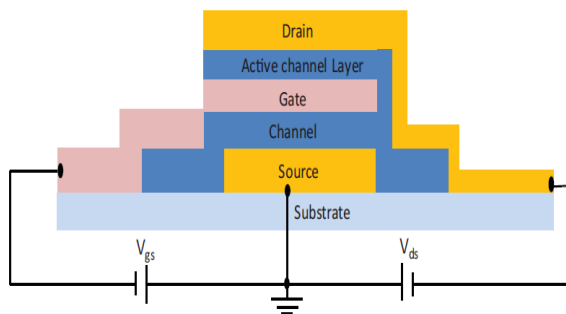 Drain
Active channel Layer
Gate
Channel
Source
Substrate
Vgs
Vds